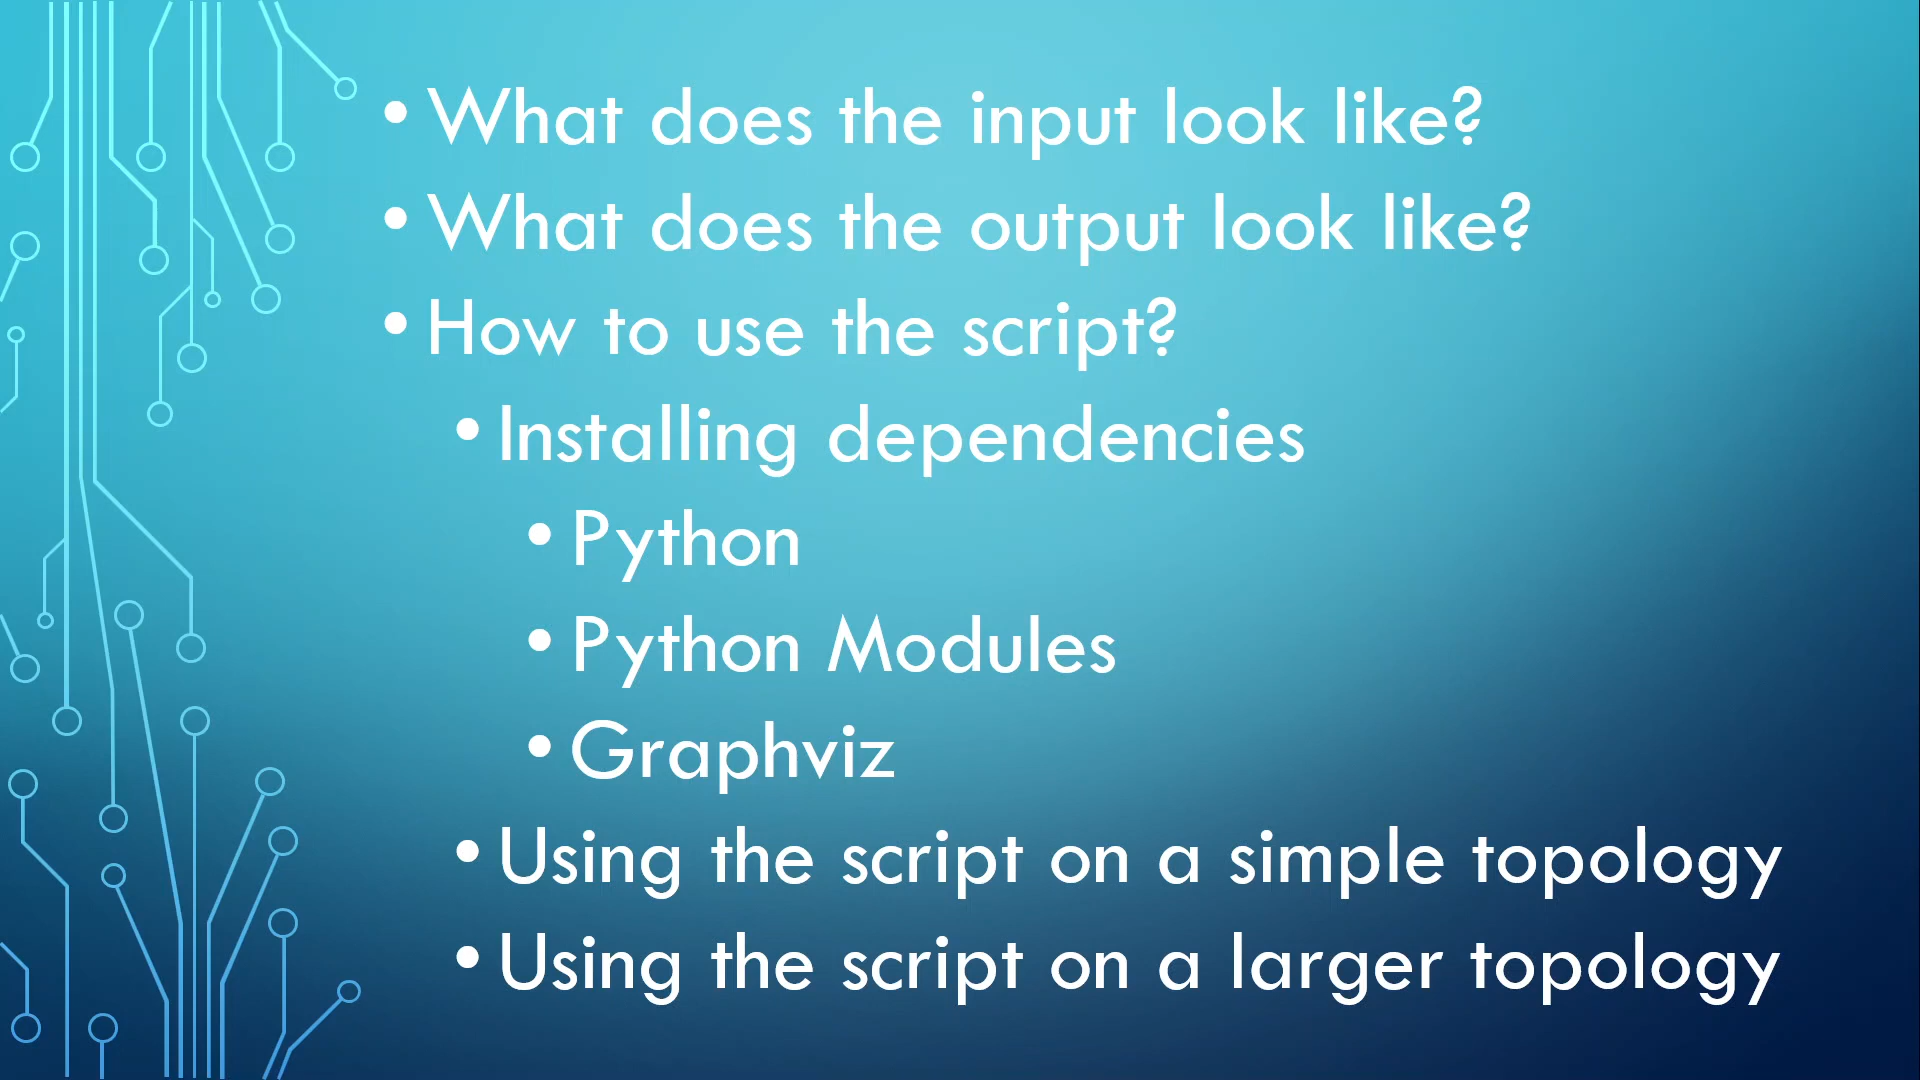 • What does the input look like?
• What does the output look like?
• How to use the script?
• Installing dependencies
• Python
• Python Modules
• Graphviz
• Using the script on a simple topology
• Using the script on a larger topology